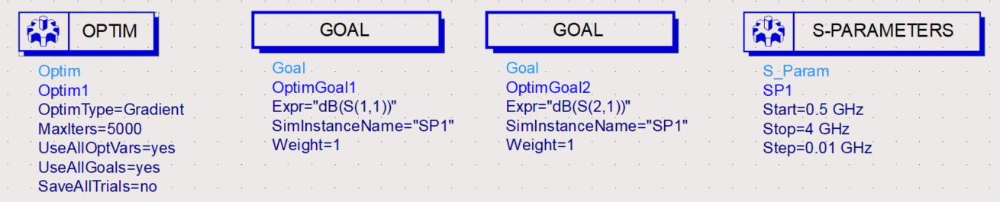 OPTIM
Optim
Optim1
OptimType=Gradient
MaxIters=5000
UseAllOptVars=yes
UseAllGoals=yes
SaveAllTrials=no
GOAL
Goal
OptimGoal1
Expr="dB(S(1,1))"
SimInstanceName="SP1"
Weight=1
GOAL
Goal
OptimGoal2
Expr="dB(S(2,1))"
SimInstanceName="SP1"
Weight=1
S-PARAMETERS
S_Param
SP1
Start=0.5 GHz
Stop=4 GHz
Step=0.01 GHz